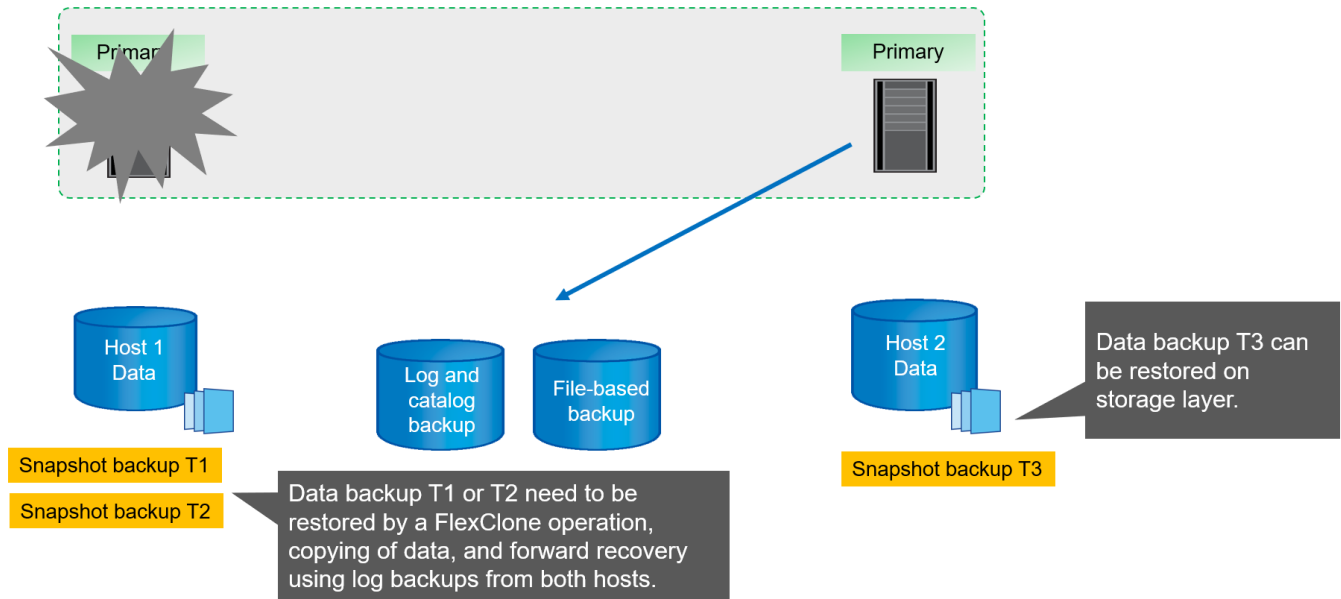 Primary
Primary
Host 1
Data
Log and
catalog
backup
File-based
backup
Host 2
Data
Data backup T3 can
be restored on
storage layer.
Snapshot backup T1
Snapshot backup T2
Snapshot backup T3
Data backup T1 or T2 need to be
restored by a FlexClone operation,
copying of data, and forward recovery
using log backups from both hosts.